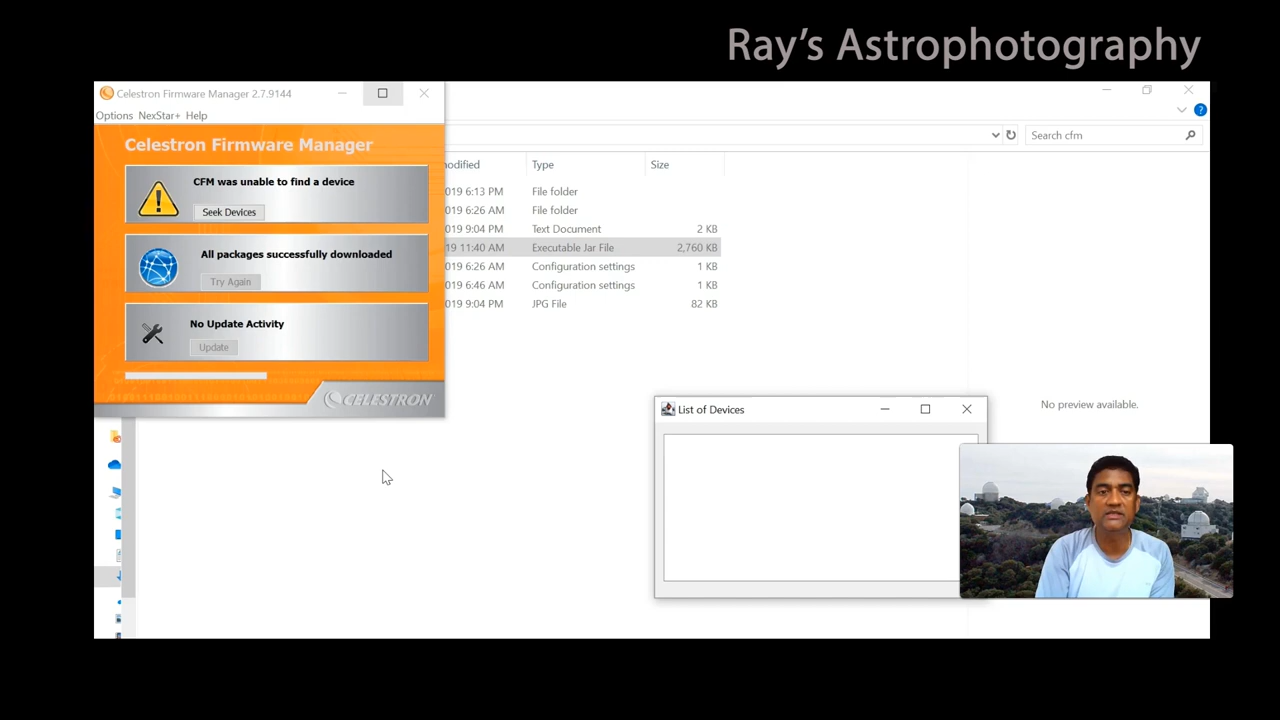 Ray's Astrophotography
Celestron Firmware Manager 2.7.9144
Options NexStar+ Help
Celestron Firmware Manager
CFM was unable to find a device
Seek Devices
All packages successfully downloaded
Try Again
No Update Activity
Update
CELESTRON
Search cfm
odified Type Size
019 6:13 PM File folder
019 6:26 AM File folder
019 9:04 PM Text Document 2 KB
19 11:40 AM Executable Jar File 2,760 KB
019 6:26 AM Configuration settings 1 KB
019 6:46 AM Configuration settings 1 KB
019 9:04 PM JPG File 82 KB
List of Devices
No preview available.